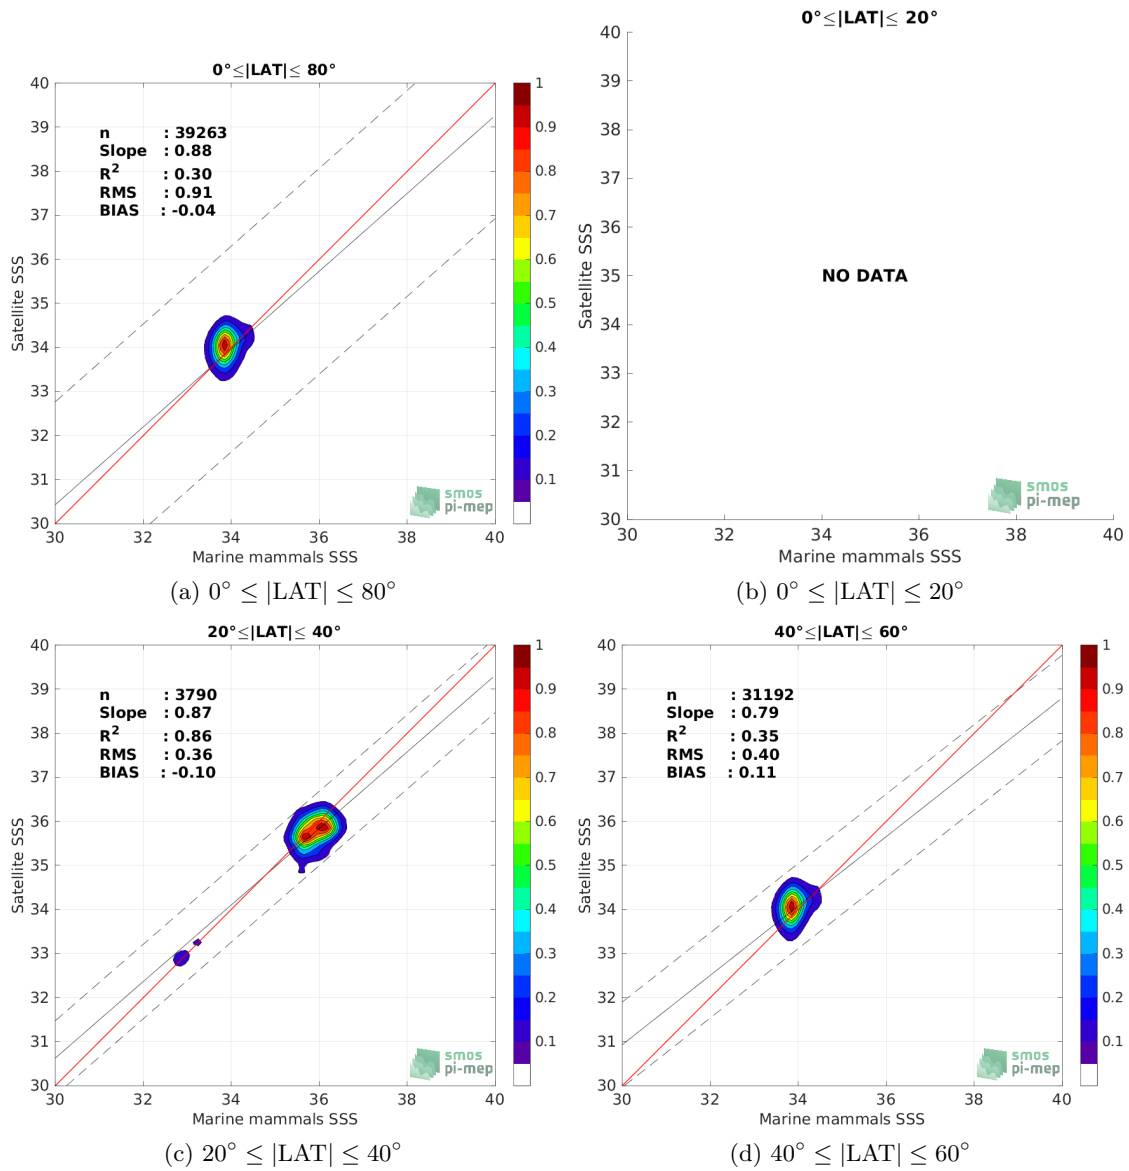 0°≤|LAT|≤ 80°
40
39
38
37
36
35
34
33
32
31
30
n : 39263
Slope : 0.88
R2 : 0.30
RMS : 0.91
BIAS : -0.04
Satellite SSS
30 32 34 36 38 40
Marine mammals SSS
1
0.9
0.8
0.7
0.6
0.5
0.4
0.3
0.2
0.1
smos
pi-mep
(a) 0° ≤ |LAT| ≤ 80°
0°≤|LAT|≤ 20°
40
39
38
37
36
35
34
33
32
31
30
NO DATA
Satellite SSS
30 32 34 36 38 40
Marine mammals SSS
smos
pi-mep
(b) 0° ≤ |LAT| ≤ 20°
20°≤|LAT|≤ 40°
40
39
38
37
36
35
34
33
32
31
30
n : 3790
Slope : 0.87
R2 : 0.86
RMS : 0.36
BIAS : -0.10
Satellite SSS
30 32 34 36 38 40
Marine mammals SSS
1
0.9
0.8
0.7
0.6
0.5
0.4
0.3
0.2
0.1
smos
pi-mep
(c) 20° ≤ |LAT| ≤ 40°
40°≤|LAT|≤ 60°
40
39
38
37
36
35
34
33
32
31
30
n : 31192
Slope : 0.79
R2 : 0.35
RMS : 0.40
BIAS : 0.11
Satellite SSS
30 32 34 36 38 40
Marine mammals SSS
1
0.9
0.8
0.7
0.6
0.5
0.4
0.3
0.2
0.1
smos
pi-mep
(d) 40° ≤ |LAT| ≤ 60°